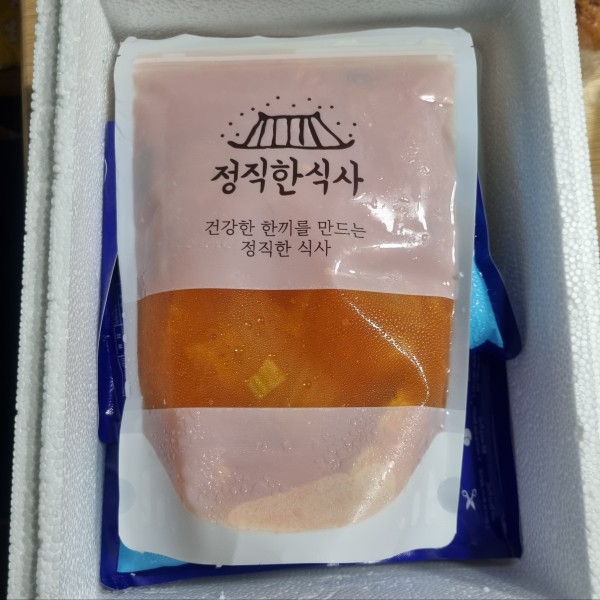 정직한식사
건강한 한끼를 만드는
정직한 식사